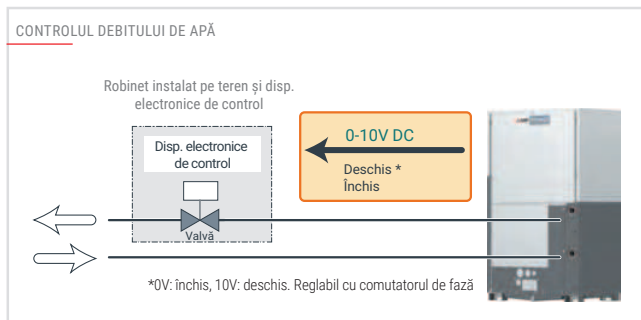 CONTROLUL DEBITULUI DE APĂ
Robinet instalat pe teren și disp.
electronice de control
Disp. electronice
de control
0-10V DC
Deschis *
Închis
Valvă
*0V: închis, 10V: deschis. Reglabil cu comutatorul de fază